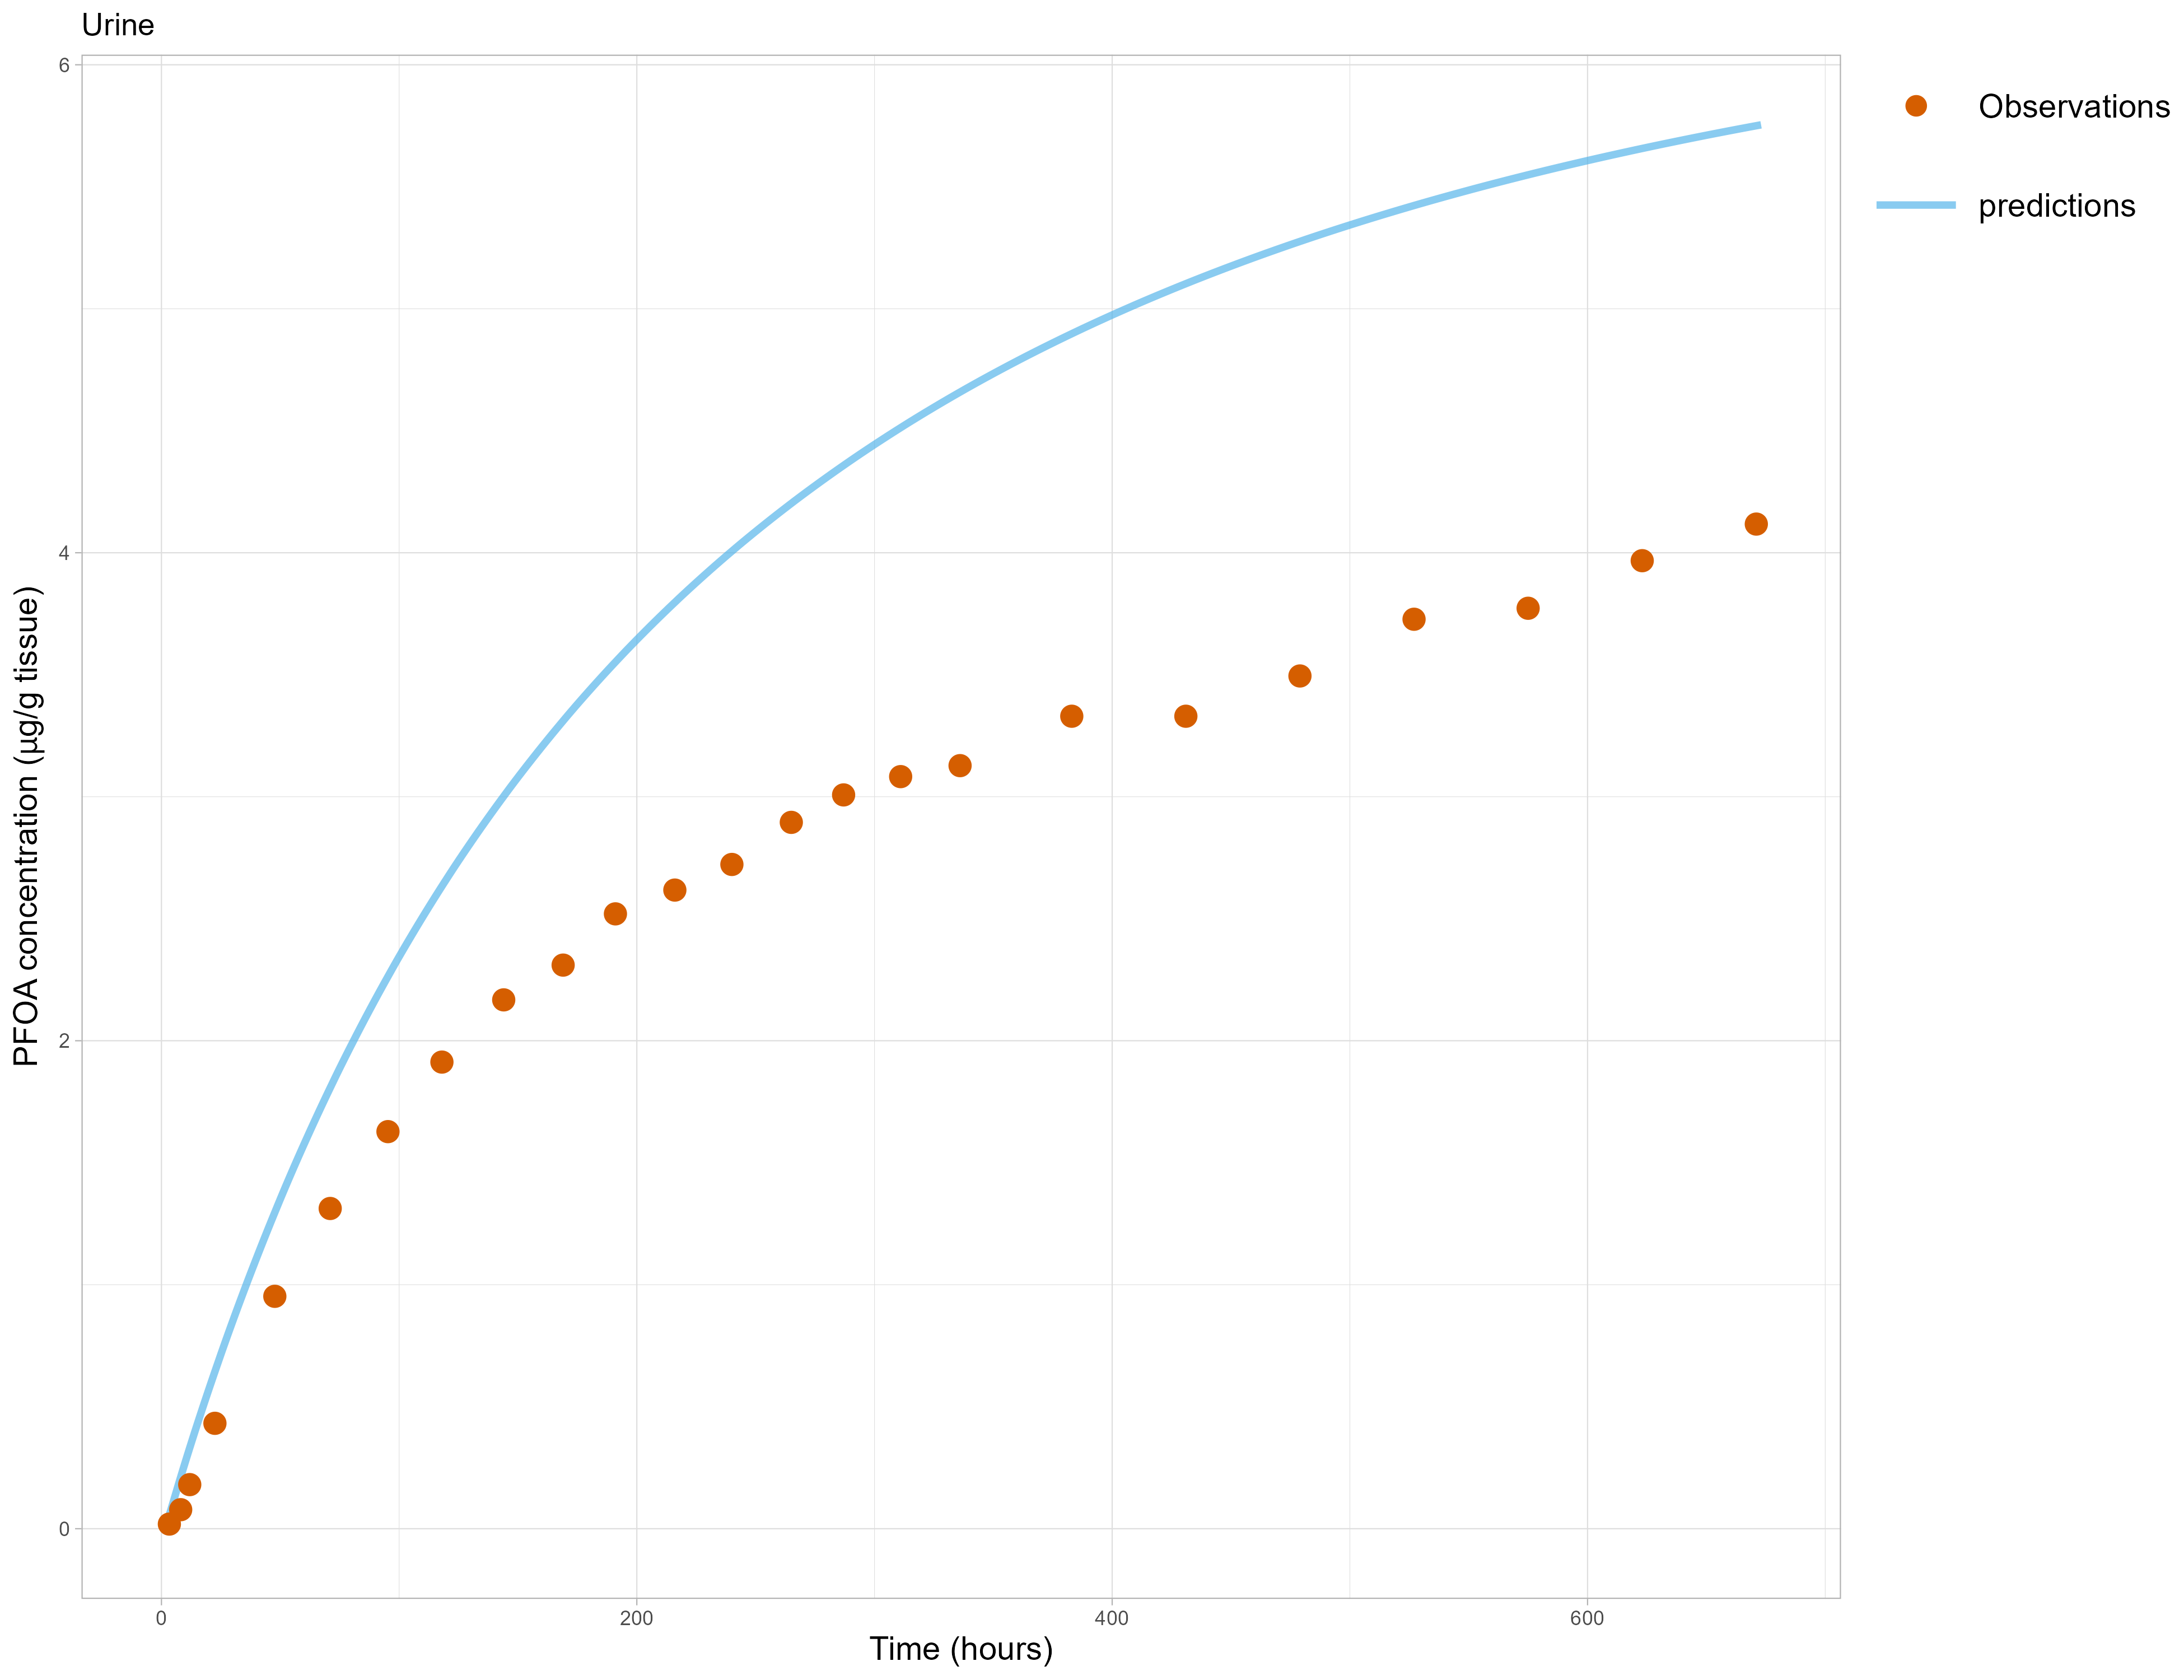 Urine
6
4
2
0
PFOA concentration (µg/g tissue)
0 200 400 600
Time (hours)
Observations
predictions